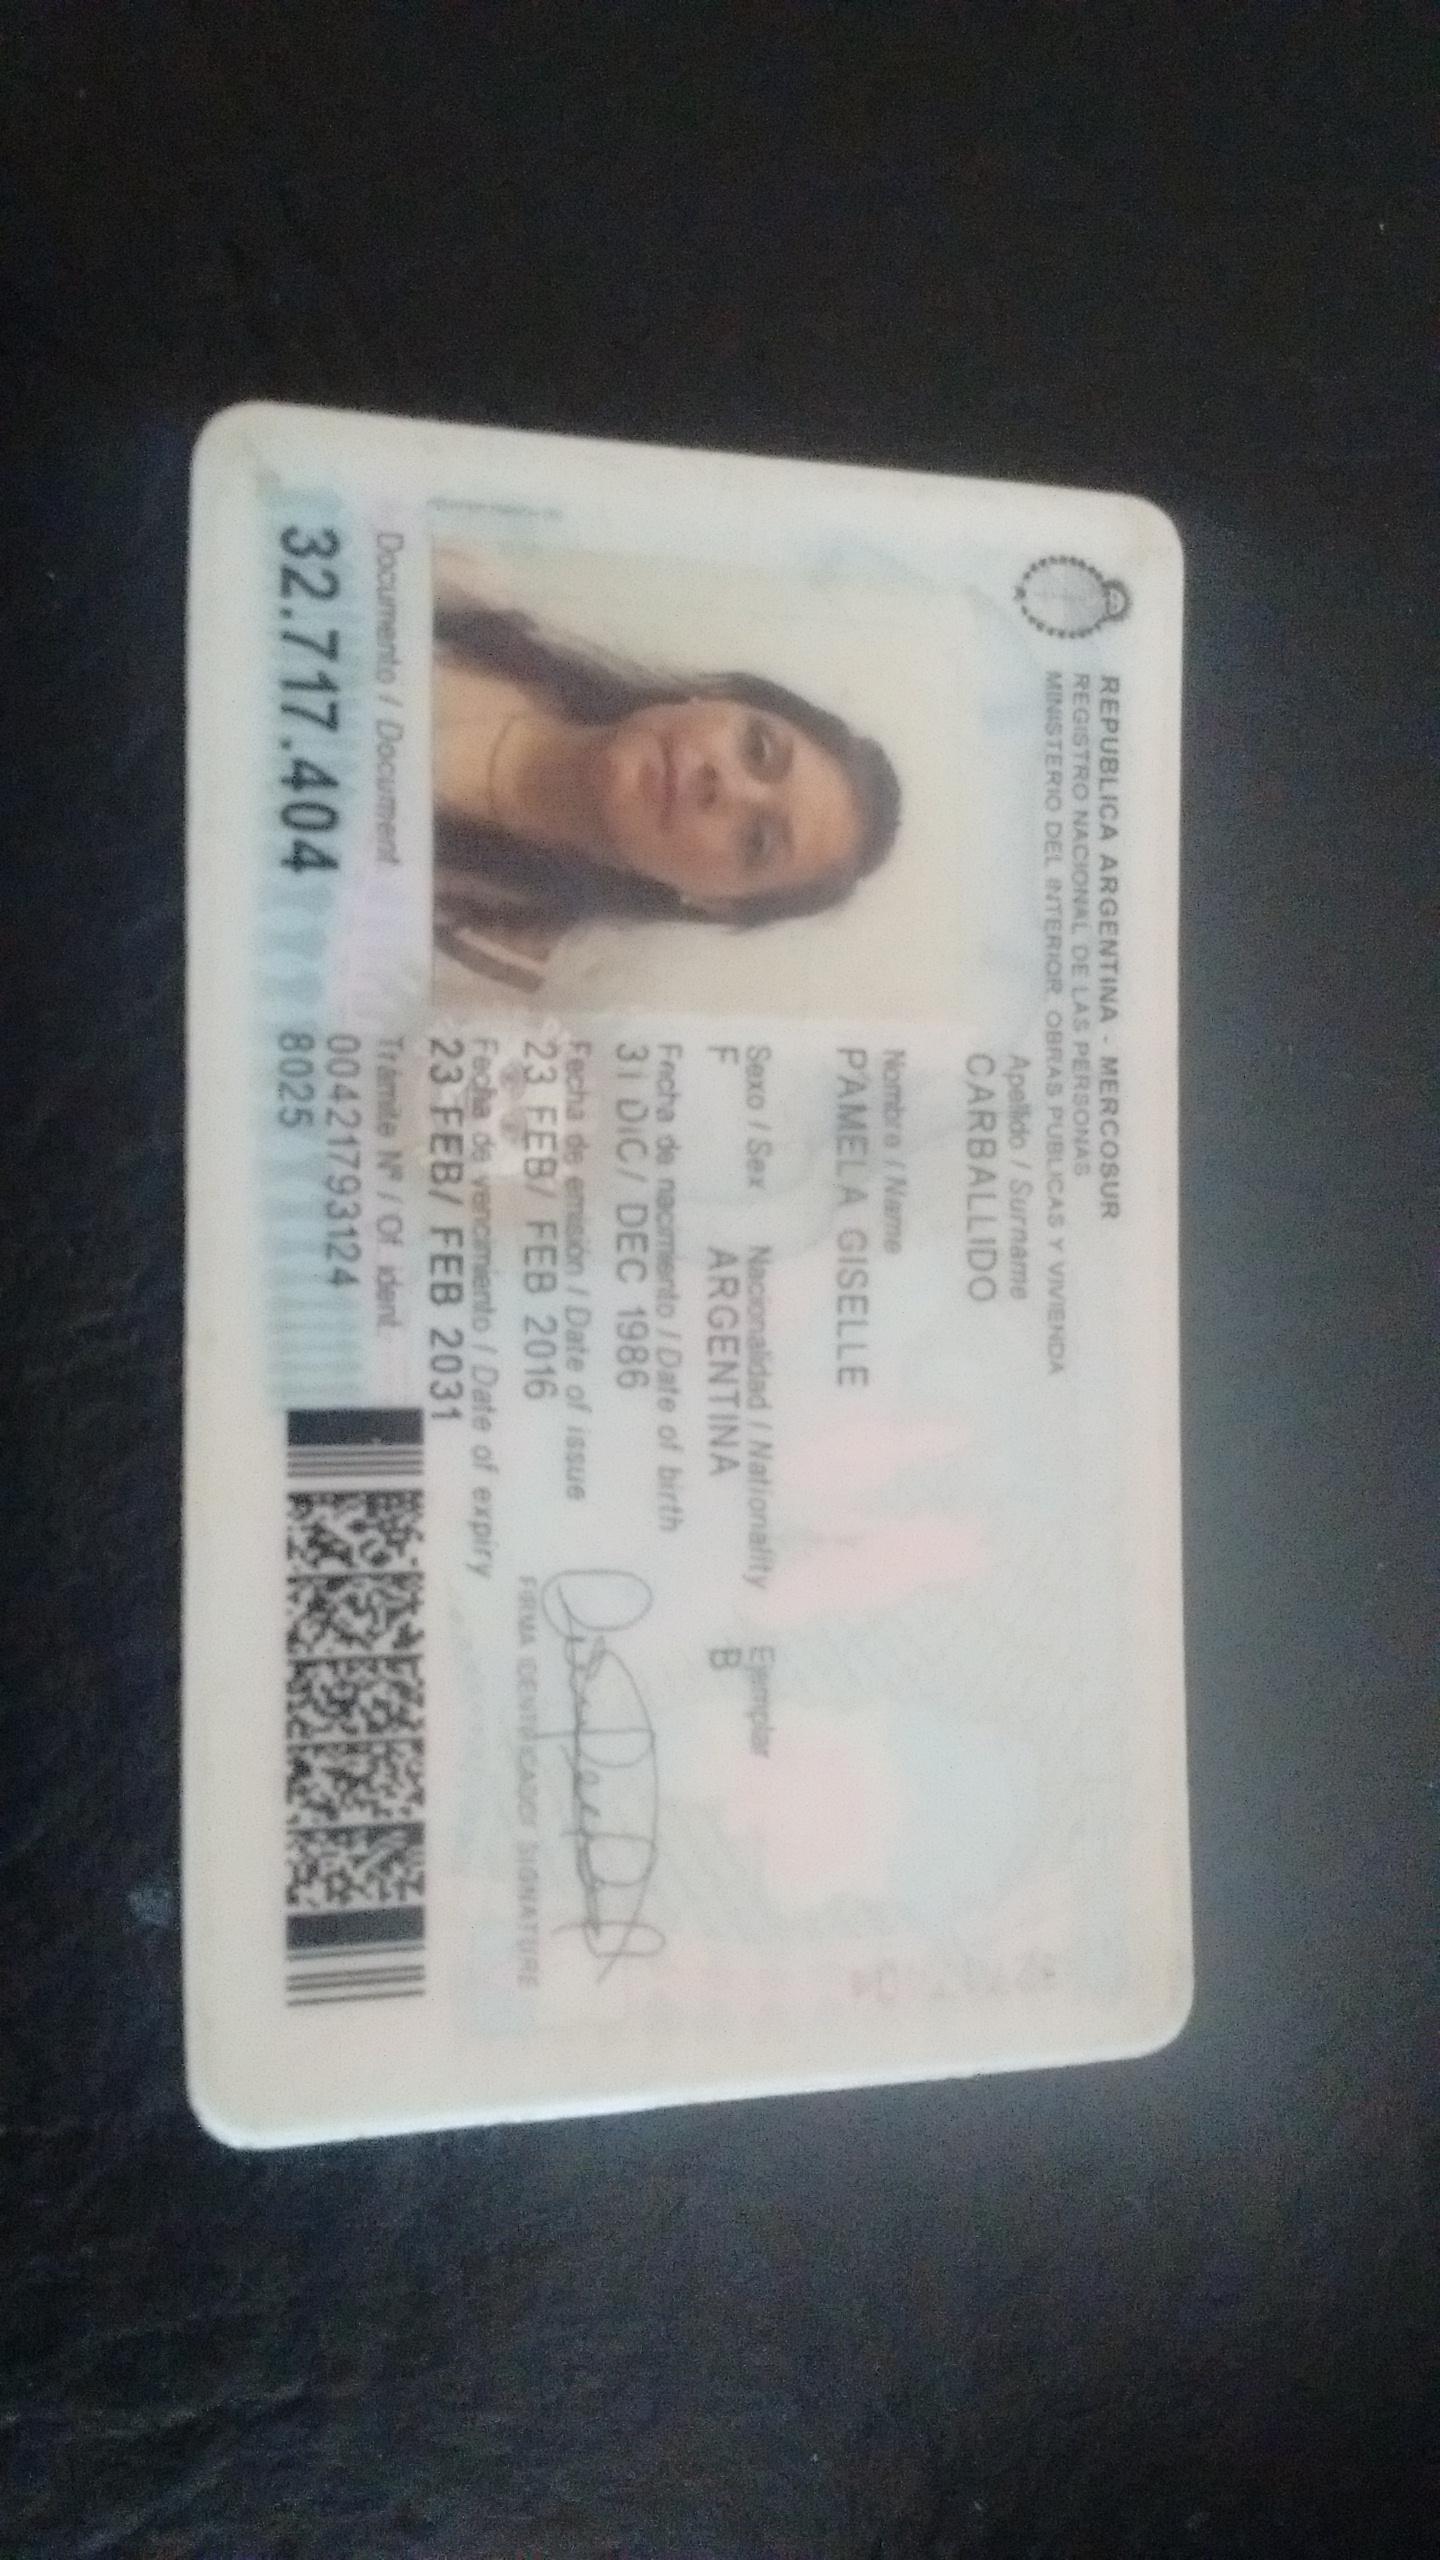 REPUBLICA ARGENTINA - MERCOSUR
REGISTRO NACIONAL DE LAS PERSONAS
MINISTERIO DEL INTERIOR, OBRAS PUBLICAS Y VIVIENDA
Apellido / Surname
CARBALLIDO
Nombre / Name
PAMELA GISELLE
Sexo / Sex Nacionalidad / Nationality Ejemplar
F ARGENTINA B
Fecha de nacimiento / Date of birth
31 DIC/ DEC 1986
Fecha de emisión / Date of issue
23 FEB/ FEB 2016
Fecha de vencimiento / Date of expiry
23 FEB/ FEB 2031
FIRMA IDENTIFICADO/ SIGNATURE
Documento / Document
32.717.404
Trámite Nº / Of. ident.
00421793124
8025